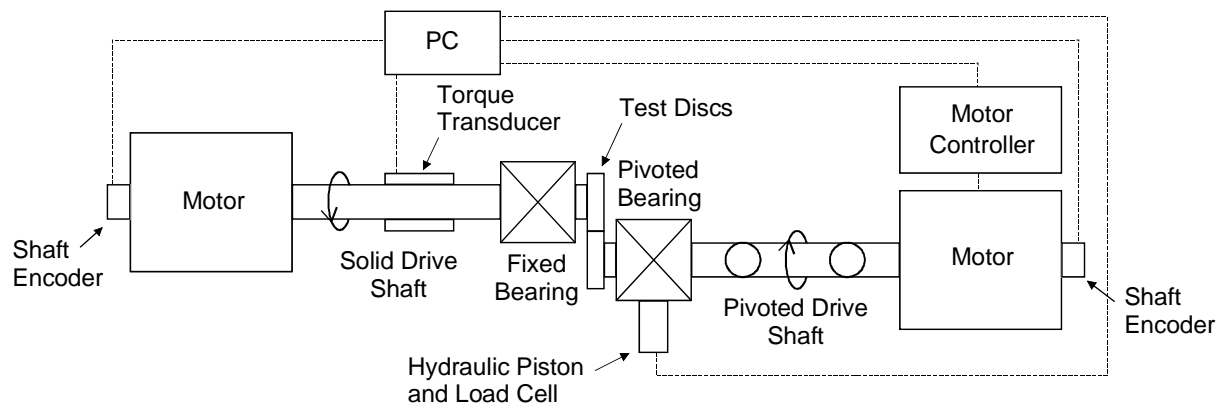 PC
Torque
Transducer
Test Discs
Motor
Controller
Pivoted
Bearing
Motor
Motor
Shaft
Encoder
Solid Drive
Shaft
Fixed
Bearing
Pivoted Drive
Shaft
Shaft
Encoder
Hydraulic Piston
and Load Cell